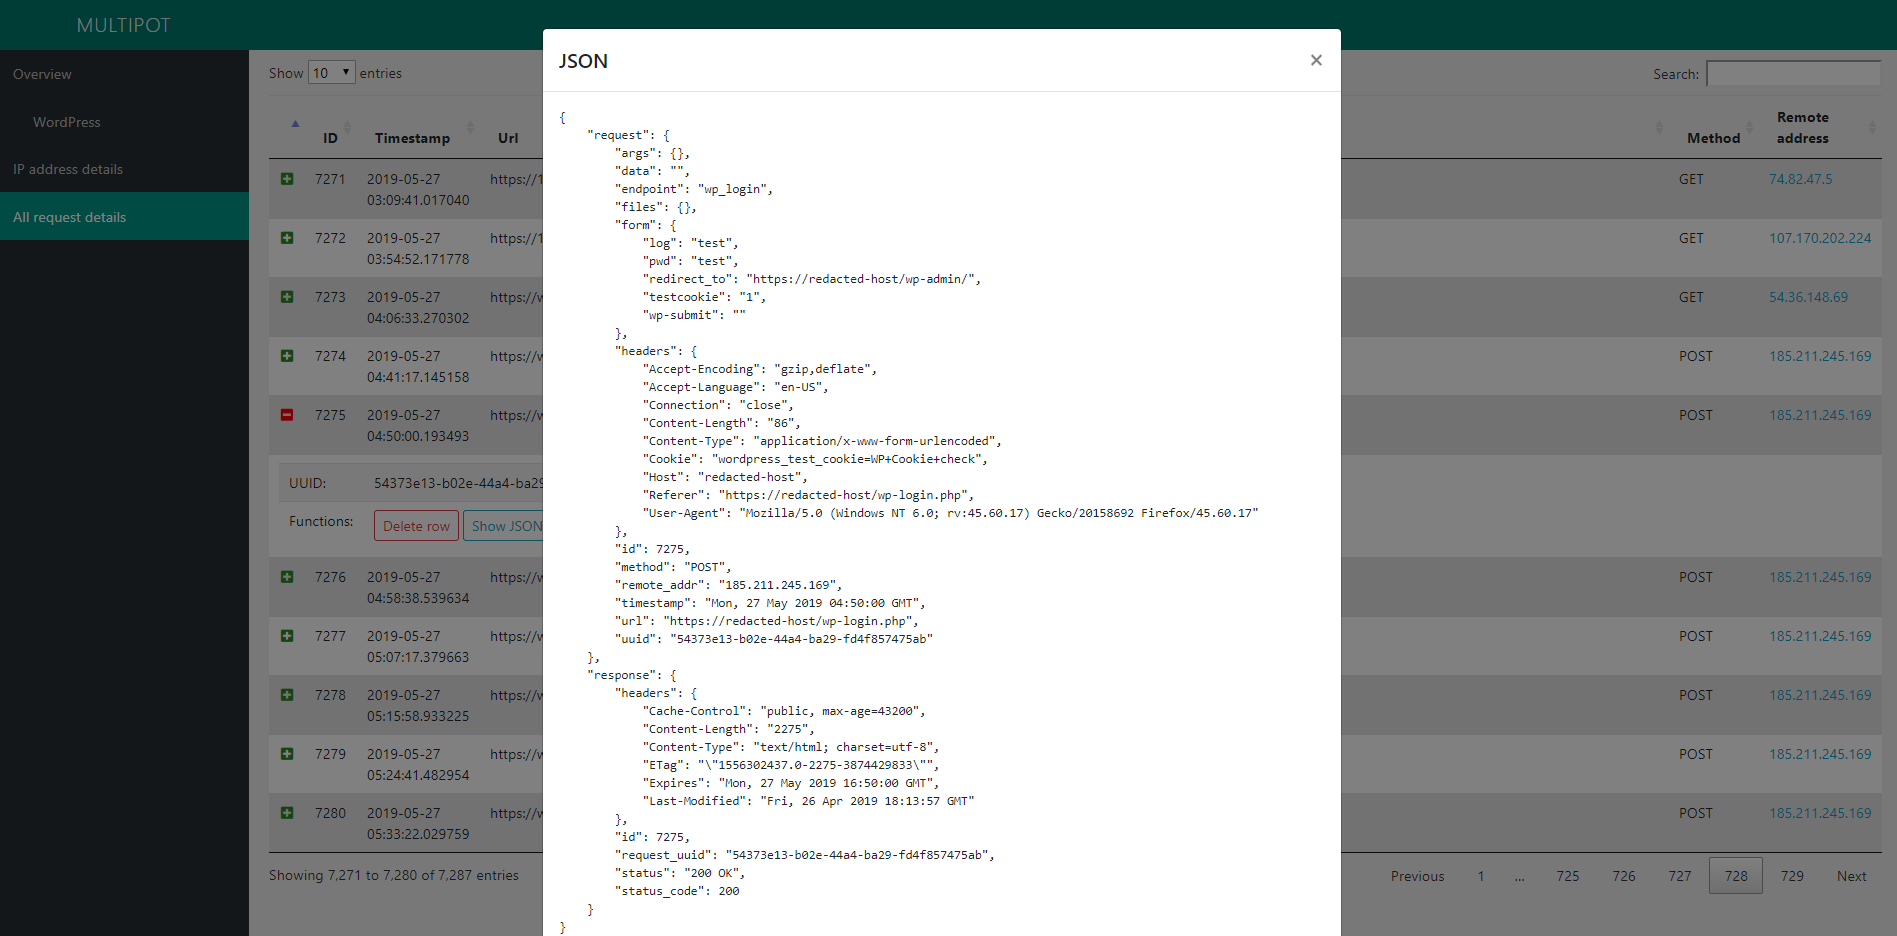 MULTIPOT
Overview
WordPress
IP address details
All request details
Show 10 entries
Search:
ID Timestamp Url Method Remote address
7271 2019-05-27 03:09:41.017040 https://1 GET 74.82.47.5
7272 2019-05-27 03:54:52.171778 https://1 GET 107.170.202.224
7273 2019-05-27 04:06:33.270302 https://w GET 54.36.148.69
7274 2019-05-27 04:41:17.145158 https://w POST 185.211.245.169
7275 2019-05-27 04:50:00.193493 https://w POST 185.211.245.169
UUID: 54373e13-b02e-44a4-ba29
Functions: Delete row Show JSON
7276 2019-05-27 04:58:38.539634 https://w POST 185.211.245.169
7277 2019-05-27 05:07:17.379663 https://w POST 185.211.245.169
7278 2019-05-27 05:15:58.933225 https://w POST 185.211.245.169
7279 2019-05-27 05:24:41.482954 https://w POST 185.211.245.169
7280 2019-05-27 05:33:22.029759 https://w POST 185.211.245.169
Showing 7,271 to 7,280 of 7,287 entries
Previous 1 ... 725 726 727 728 729 Next
JSON ×
{
"request": {
"args": {},
"data": "",
"endpoint": "wp_login",
"files": {},
"form": {
"log": "test",
"pwd": "test",
"redirect_to": "https://redacted-host/wp-admin/",
"testcookie": "1",
"wp-submit": ""
},
"headers": {
"Accept-Encoding": "gzip,deflate",
"Accept-Language": "en-US",
"Connection": "close",
"Content-Length": "86",
"Content-Type": "application/x-www-form-urlencoded",
"Cookie": "wordpress_test_cookie=WP+Cookie+check",
"Host": "redacted-host",
"Referer": "https://redacted-host/wp-login.php",
"User-Agent": "Mozilla/5.0 (Windows NT 6.0; rv:45.60.17) Gecko/20158692 Firefox/45.60.17"
},
"id": 7275,
"method": "POST",
"remote_addr": "185.211.245.169",
"timestamp": "Mon, 27 May 2019 04:50:00 GMT",
"url": "https://redacted-host/wp-login.php",
"uuid": "54373e13-b02e-44a4-ba29-fd4f857475ab"
},
"response": {
"headers": {
"Cache-Control": "public, max-age=43200",
"Content-Length": "2275",
"Content-Type": "text/html; charset=utf-8",
"ETag": "\"1556302437.0-2275-3874429833\"",
"Expires": "Mon, 27 May 2019 16:50:00 GMT",
"Last-Modified": "Fri, 26 Apr 2019 18:13:57 GMT"
},
"id": 7275,
"request_uuid": "54373e13-b02e-44a4-ba29-fd4f857475ab",
"status": "200 OK",
"status_code": 200
}
}